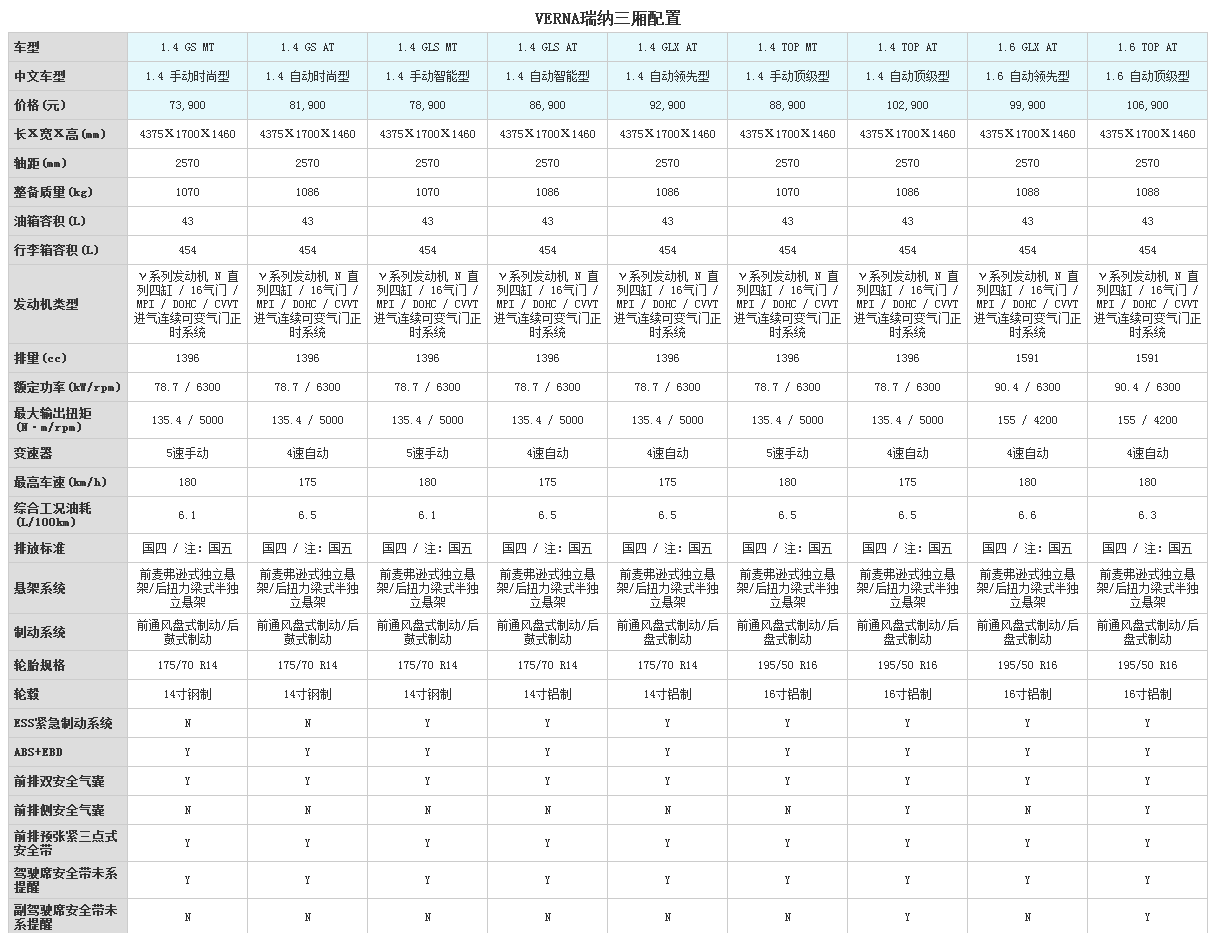 VERNA瑞纳三厢配置
车型 1.4 GS MT 1.4 GS AT 1.4 GLS MT 1.4 GLS AT 1.4 GLX AT 1.4 TOP MT 1.4 TOP AT 1.6 GLX AT 1.6 TOP AT
中文车型 1.4 手动时尚型 1.4 自动时尚型 1.4 手动智能型 1.4 自动智能型 1.4 自动领先型 1.4 手动顶级型 1.4 自动顶级型 1.6 自动领先型 1.6 自动顶级型
价格(元) 73,900 81,900 78,900 86,900 92,900 88,900 102,900 99,900 106,900
长X宽X高(mm) 4375X1700X1460 4375X1700X1460 4375X1700X1460 4375X1700X1460 4375X1700X1460 4375X1700X1460 4375X1700X1460 4375X1700X1460 4375X1700X1460
轴距(mm) 2570 2570 2570 2570 2570 2570 2570 2570 2570
整备质量(kg) 1070 1086 1070 1086 1086 1070 1086 1088 1088
油箱容积(L) 43 43 43 43 43 43 43 43 43
行李箱容积(L) 454 454 454 454 454 454 454 454 454
γ系列发动机 N 直 γ系列发动机 N 直 γ系列发动机 N 直 γ系列发动机 N 直 γ系列发动机 N 直 γ系列发动机 N 直 γ系列发动机 N 直 γ系列发动机 N 直 γ系列发动机 N 直
列四缸 / 16气门 / 列四缸 / 16气门 / 列四缸 / 16气门 / 列四缸 / 16气门 / 列四缸 / 16气门 / 列四缸 / 16气门 / 列四缸 / 16气门 / 列四缸 / 16气门 / 列四缸 / 16气门 /
发动机类型 MPI / DOHC / CVVT MPI / DOHC / CVVT MPI / DOHC / CVVT MPI / DOHC / CVVT MPI / DOHC / CVVT MPI / DOHC / CVVT MPI / DOHC / CVVT MPI / DOHC / CVVT MPI / DOHC / CVVT
进气连续可变气门正 进气连续可变气门正 进气连续可变气门正 进气连续可变气门正 进气连续可变气门正 进气连续可变气门正 进气连续可变气门正 进气连续可变气门正 进气连续可变气门正
时系统 时系统 时系统 时系统 时系统 时系统 时系统 时系统 时系统
排量(cc) 1396 1396 1396 1396 1396 1396 1396 1591 1591
额定功率(kW/rpm) 78.7 / 6300 78.7 / 6300 78.7 / 6300 78.7 / 6300 78.7 / 6300 78.7 / 6300 78.7 / 6300 90.4 / 6300 90.4 / 6300
最大输出扭矩
(N·m/rpm) 135.4 / 5000 135.4 / 5000 135.4 / 5000 135.4 / 5000 135.4 / 5000 135.4 / 5000 135.4 / 5000 155 / 4200 155 / 4200
变速器 5速手动 4速自动 5速手动 4速自动 4速自动 5速手动 4速自动 4速自动 4速自动
最高车速(km/h) 180 175 180 175 175 180 175 180 180
综合工况油耗
(L/100km) 6.1 6.5 6.1 6.5 6.5 6.5 6.5 6.6 6.3
排放标准 国四 / 注: 国五 国四 / 注: 国五 国四 / 注: 国五 国四 / 注: 国五 国四 / 注: 国五 国四 / 注: 国五 国四 / 注: 国五 国四 / 注: 国五 国四 / 注: 国五
前麦弗逊式独立悬 前麦弗逊式独立悬 前麦弗逊式独立悬 前麦弗逊式独立悬 前麦弗逊式独立悬 前麦弗逊式独立悬 前麦弗逊式独立悬 前麦弗逊式独立悬 前麦弗逊式独立悬
悬架系统 架/后扭力梁式半独 架/后扭力梁式半独 架/后扭力梁式半独 架/后扭力梁式半独 架/后扭力梁式半独 架/后扭力梁式半独 架/后扭力梁式半独 架/后扭力梁式半独 架/后扭力梁式半独
立悬架 立悬架 立悬架 立悬架 立悬架 立悬架 立悬架 立悬架 立悬架
制动系统 前通风盘式制动/后 前通风盘式制动/后 前通风盘式制动/后 前通风盘式制动/后 前通风盘式制动/后 前通风盘式制动/后 前通风盘式制动/后 前通风盘式制动/后 前通风盘式制动/后
鼓式制动 鼓式制动 鼓式制动 鼓式制动 盘式制动 盘式制动 盘式制动 盘式制动 盘式制动
轮胎规格 175/70 R14 175/70 R14 175/70 R14 175/70 R14 175/70 R14 195/50 R16 195/50 R16 195/50 R16 195/50 R16
轮毂 14寸钢制 14寸钢制 14寸钢制 14寸铝制 14寸铝制 16寸铝制 16寸铝制 16寸铝制 16寸铝制
ESS紧急制动系统 N N Y Y Y Y Y Y Y
ABS+EBD Y Y Y Y Y Y Y Y Y
前排双安全气囊 Y Y Y Y Y Y Y Y Y
前排侧安全气囊 N N N N N N Y N Y
前排预张紧三点式
安全带 Y Y Y Y Y Y Y Y Y
驾驶席安全带未系
提醒 Y Y Y Y Y Y Y Y Y
副驾驶席安全带未
系提醒 N N N N N N Y N Y